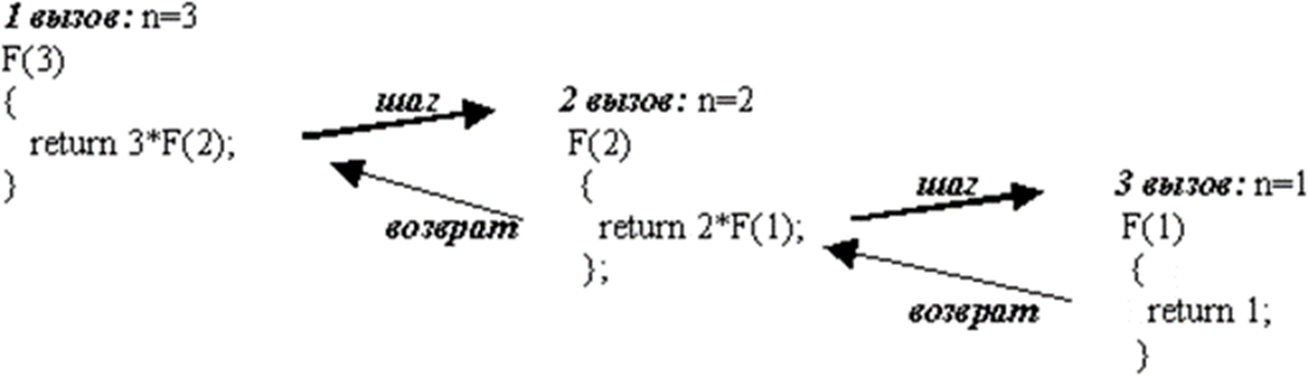 1 вызов: n=3
F(3)
{
return 3*F(2);
}
шаг
возврат
2 вызов: n=2
F(2)
{
return 2*F(1);
};
шаг
возврат
3 вызов: n=1
F(1)
{
return 1;
}